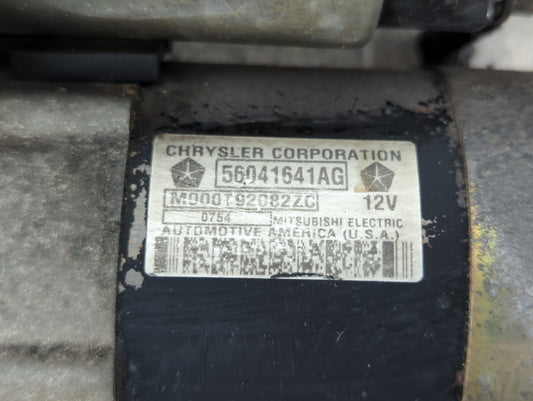 CHRYSLER CORPORATION
56041641AG
M000T92082ZC 12V
0754 MITSUBISHI ELECTRIC
AUTOMOTIVE AMERICA (U.S.A.)